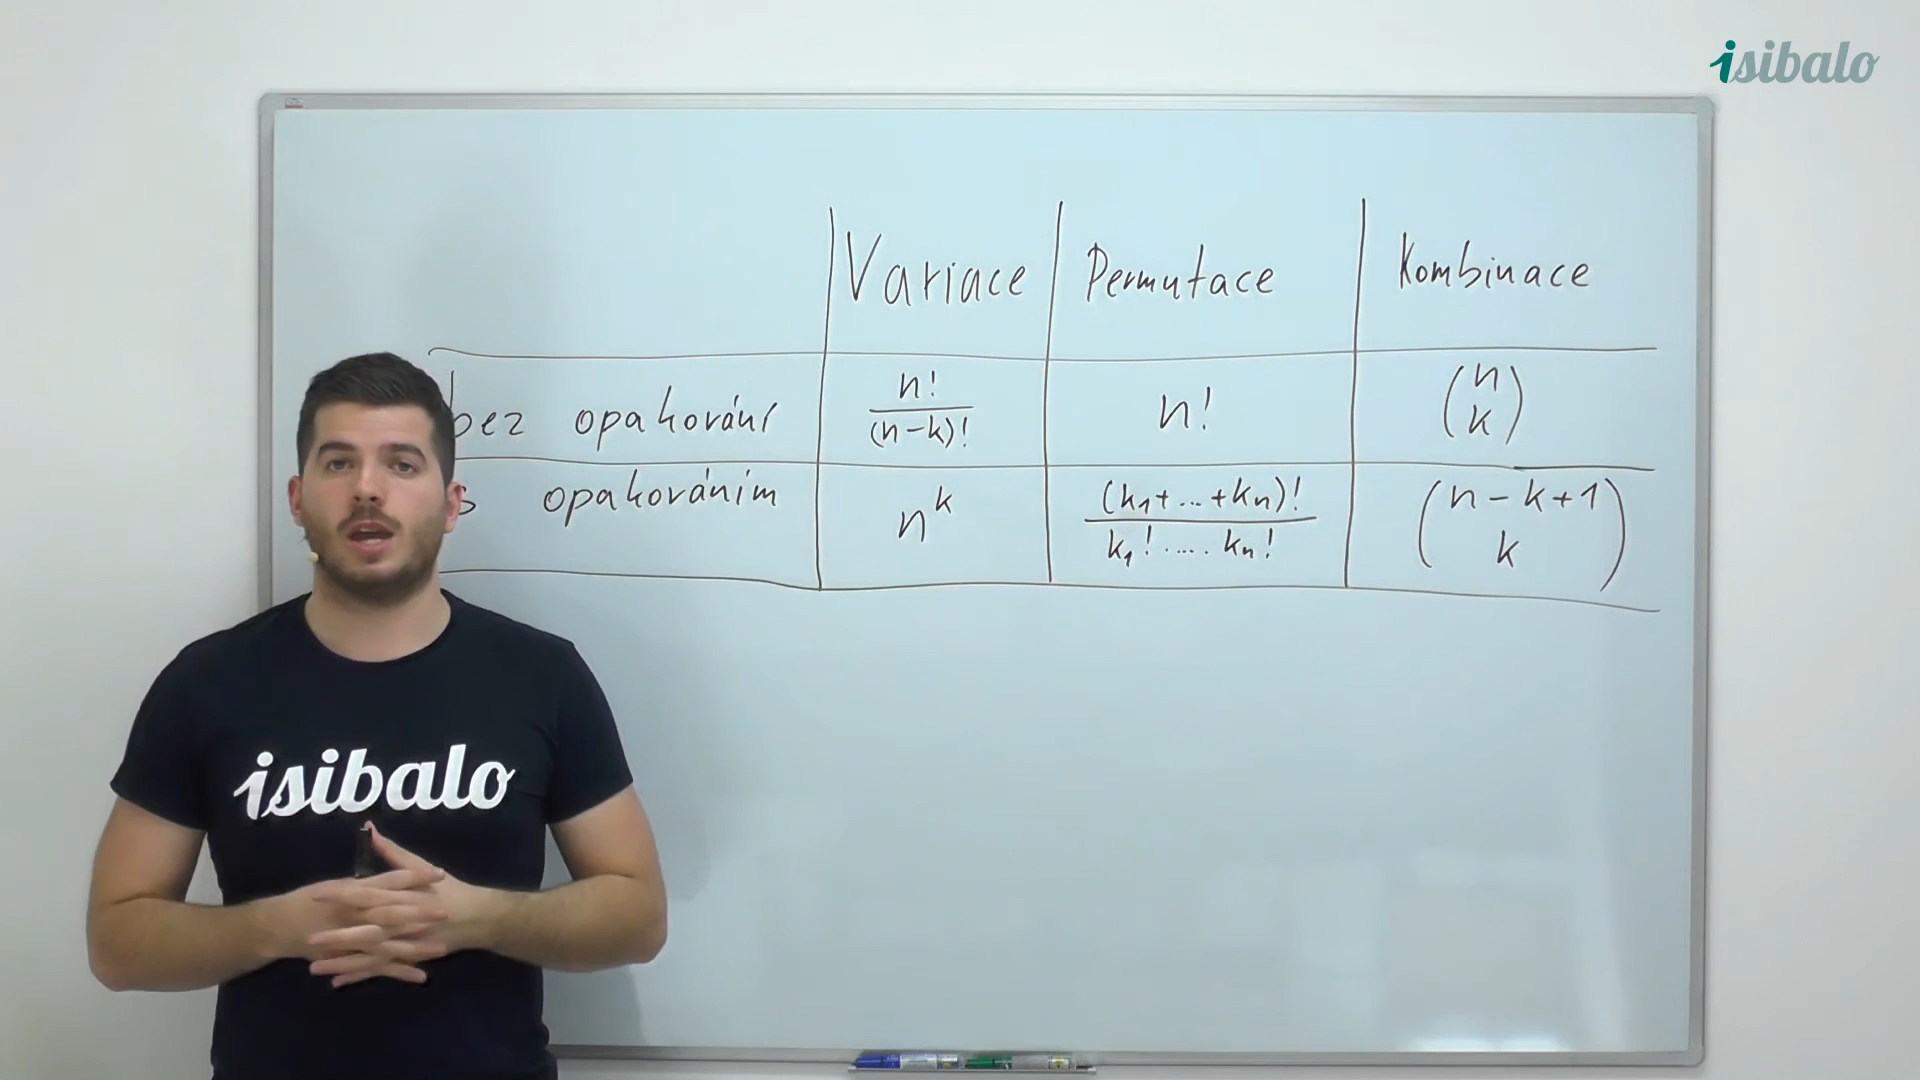 isibalo
Variace Permutace Kombinace
bez opakování n!/(n-k)! n! (n k)
s opakováním n^k (k₁+...+kₙ)!/k₁!.....kₙ! (n-k+1 k)
isibalo